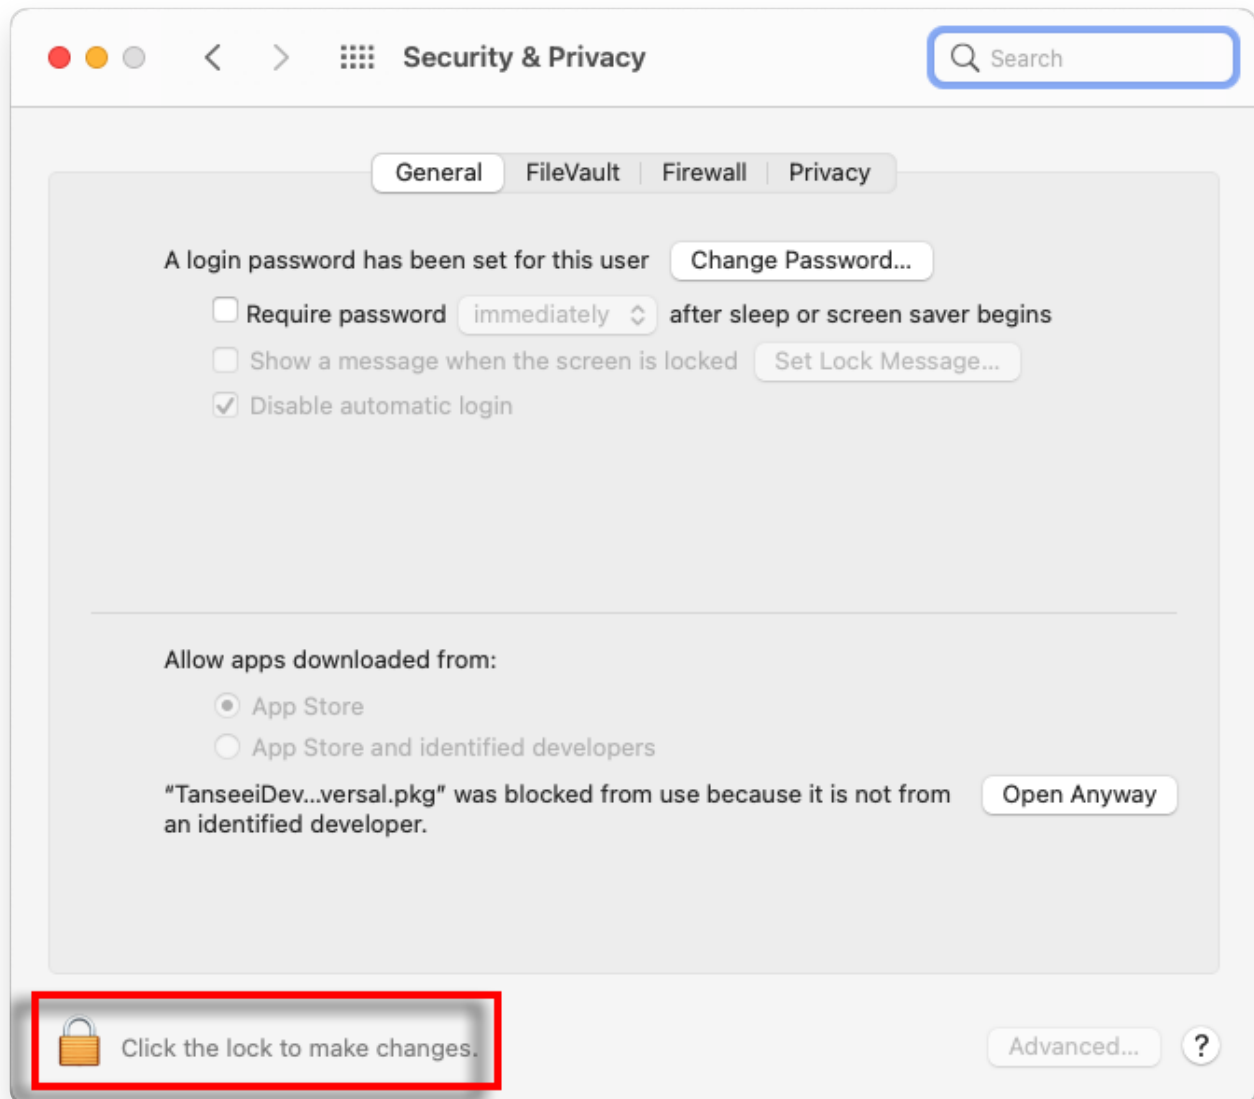 Security & Privacy
Search
General
FileVault
Firewall
Privacy
A login password has been set for this user
Change Password...
Require password
immediately
after sleep or screen saver begins
Show a message when the screen is locked
Set Lock Message...
Disable automatic login
Allow apps downloaded from:
App Store
App Store and identified developers
"TanseeiDev...versal.pkg" was blocked from use because it is not from
an identified developer.
Open Anyway
Click the lock to make changes.
Advanced...
?